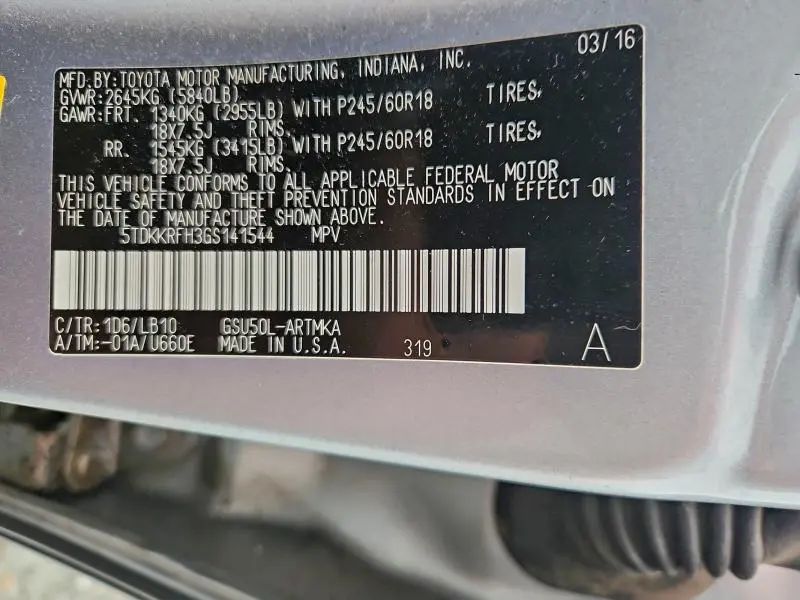 03/16
MFD.BY:TOYOTA MOTOR MANUFACTURING, INDIANA, INC.
GVWR:2645KG (5840LB)
GAWR:FRT. 1340KG (2955LB) WITH P245/60R18 TIRES,
18X7.5J RIMS.
RR. 1545KG (3415LB) WITH P245/60R18 TIRES,
18X7.5J RIMS.
THIS VEHICLE CONFORMS TO ALL APPLICABLE FEDERAL MOTOR
VEHICLE SAFETY AND THEFT PREVENTION STANDARDS IN EFFECT ON
THE DATE OF MANUFACTURE SHOWN ABOVE.
5TDKKRFH3GS141544 MPV
C/TR:1D6/LB10 GSU50L-ARTMKA
A/TM:-01A/U660E MADE IN U.S.A. 319 A